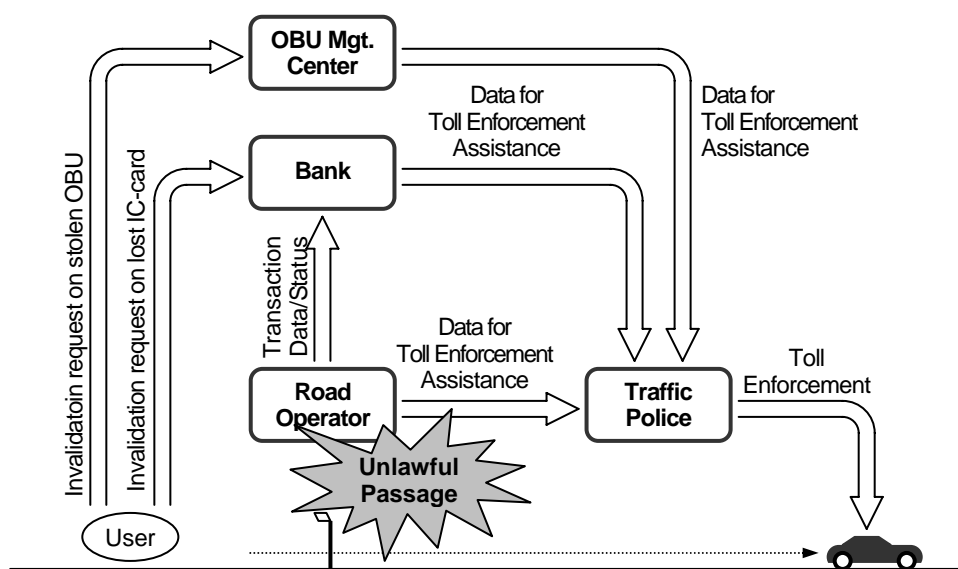 OBU Mgt.
Center
Data for
Toll Enforcement
Assistance
Data for
Toll Enforcement
Assistance
Bank
Invalidatoin request on stolen OBU
Invalidation request on lost IC-card
Transaction
Data/Status
Data for
Toll Enforcement
Assistance
Toll
Enforcement
Road
Operator
Traffic
Police
Unlawful
Passage
User